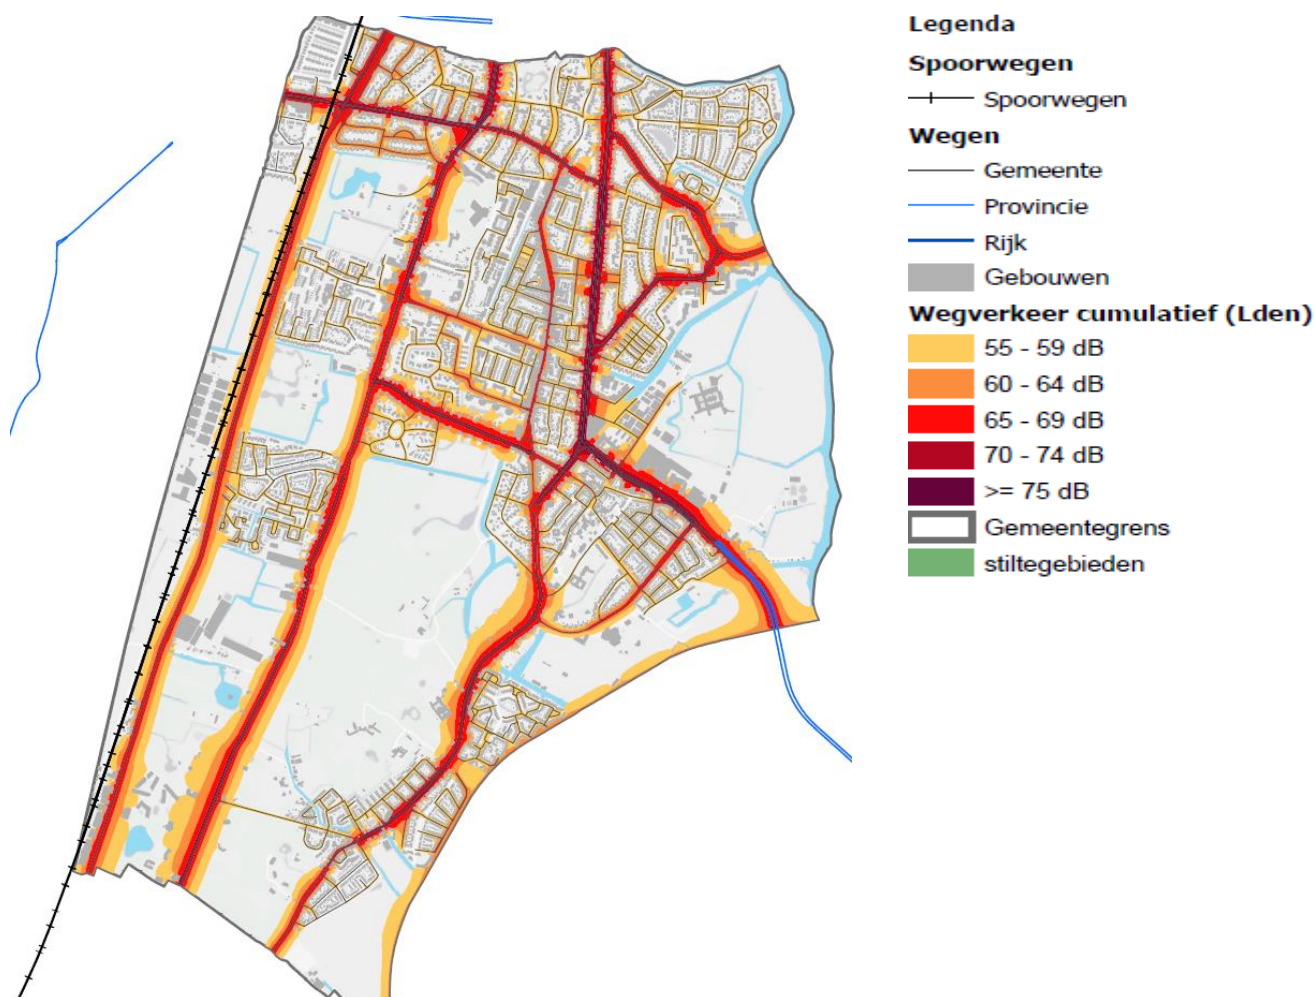 Legenda
Spoorwegen
Spoorwegen
Wegen
Gemeente
Provincie
Rijk
Gebouwen
Wegverkeer cumulatief (Lden)
55 - 59 dB
60 - 64 dB
65 - 69 dB
70 - 74 dB
>= 75 dB
Gemeentegrens
stiltegebieden